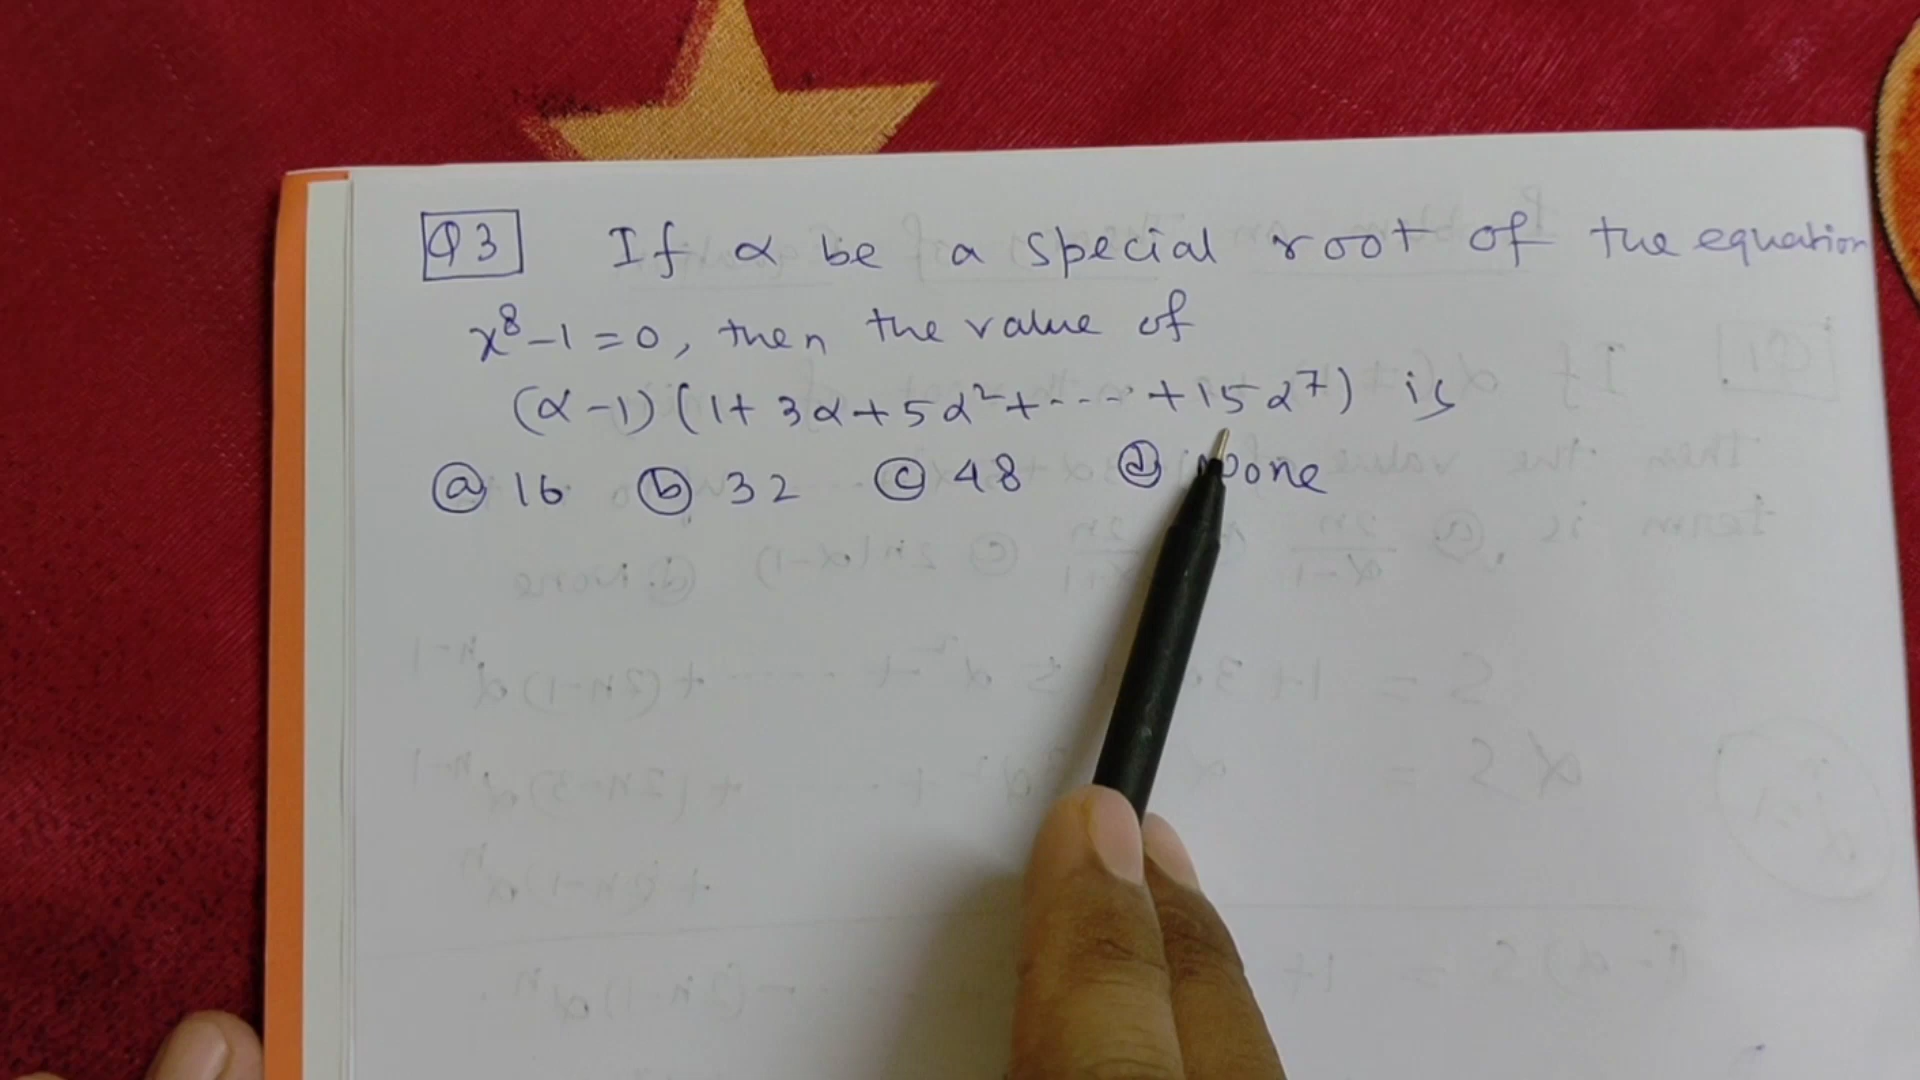 Q3 If α be a special root of the equation
x⁸-1=0, then the value of
(α-1)(1+3α+5α²+----+15α⁷) is
ⓐ 16 ⓑ 32 ⓒ 48 ⓓ None